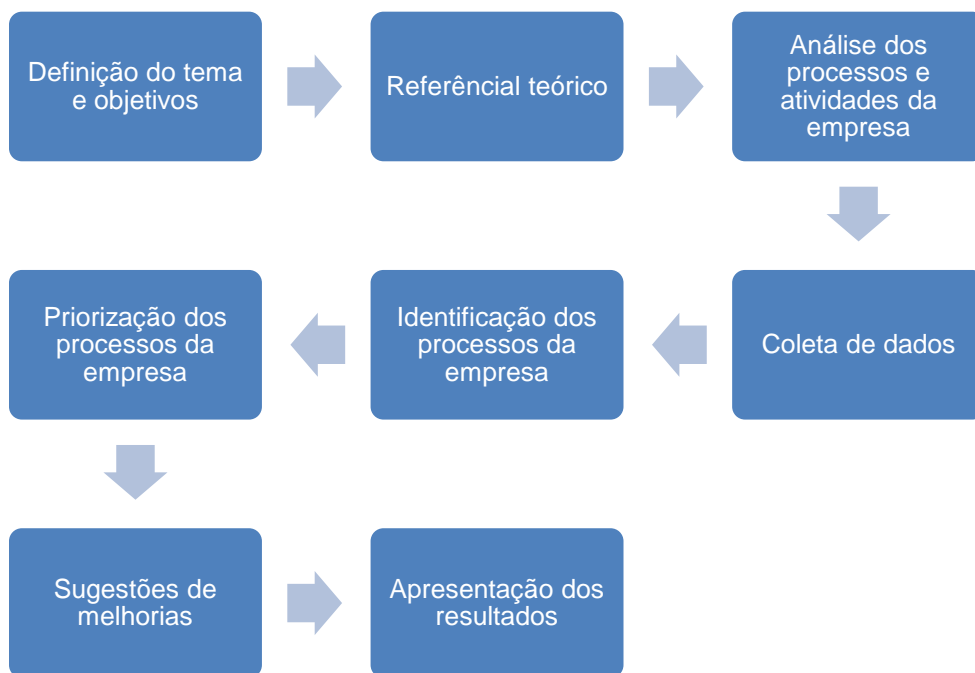 Definição do tema
e objetivos
Referêncial teórico
Análise dos
processos e
atividades da
empresa
Coleta de dados
Identificação dos
processos da
empresa
Priorização dos
processos da
empresa
Sugestões de
melhorias
Apresentação dos
resultados